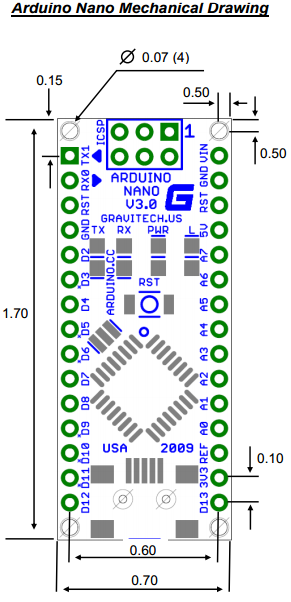 Arduino Nano Mechanical Drawing
Ø 0.07 (4)
0.15
0.50
0.50
ICSP
1
TX1
VIN
ARDUINO
NANO
V3.0
G
RX0
GND
RST
RST
GRAVITECH.US
GND
5V
TX RX PWR L
D2
A7
ARDUINO.CC
D3
A6
RST
D4
A5
1.70
D5
A4
D6
A3
D7
A2
D8
A1
D9
A0
USA 2009
D10
REF
D11
3V3
0.10
D12
D13
0.60
0.70